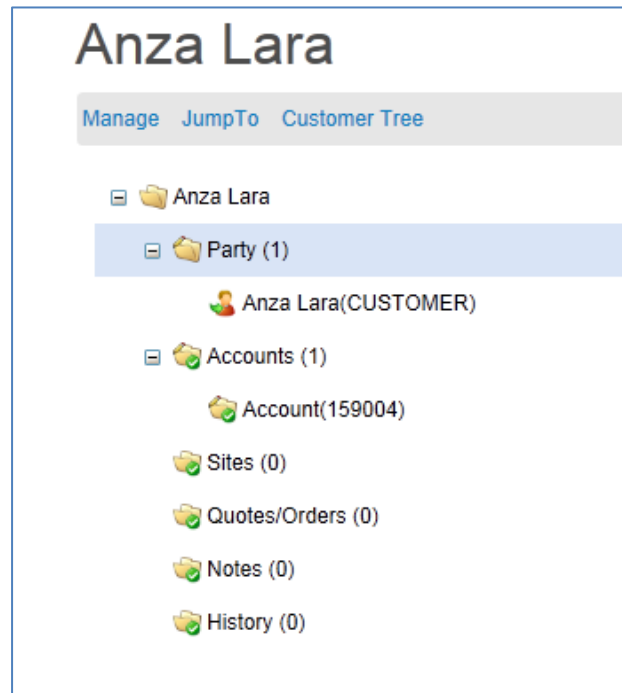 Anza Lara
Manage JumpTo Customer Tree
Anza Lara
Party (1)
Anza Lara(CUSTOMER)
Accounts (1)
Account(159004)
Sites (0)
Quotes/Orders (0)
Notes (0)
History (0)